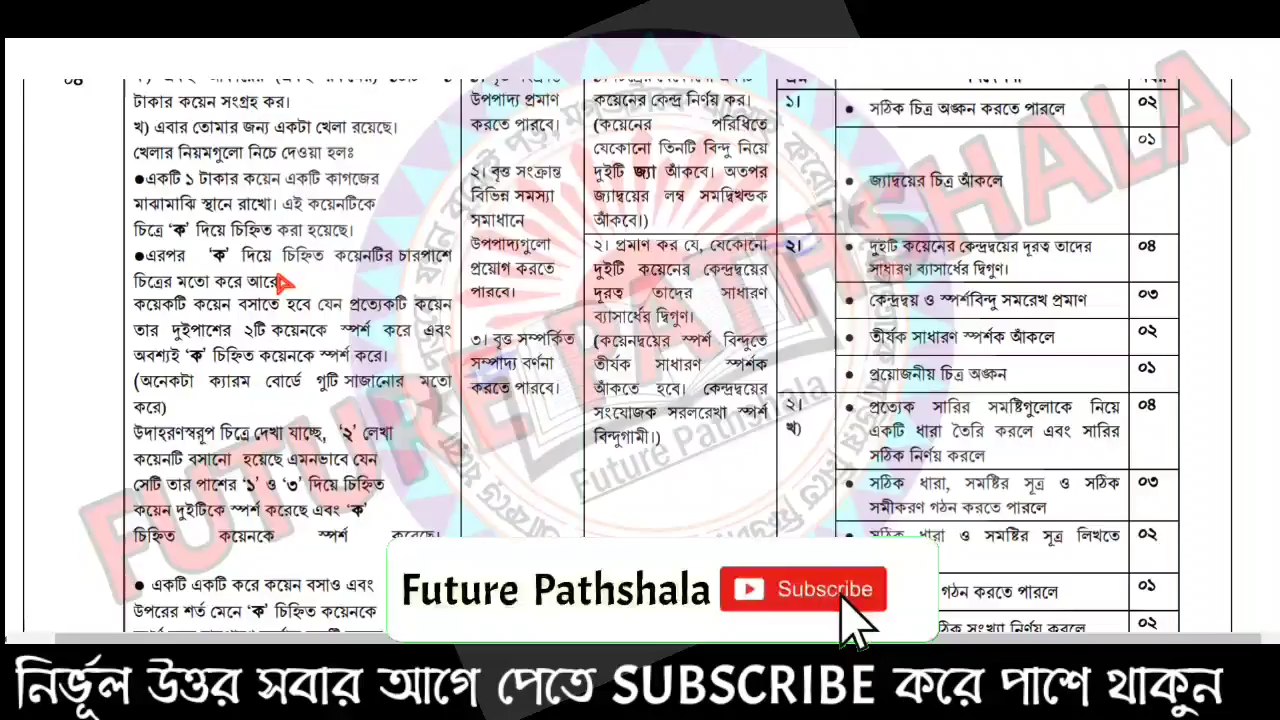 ০৪
টাকার কয়েন সংগ্রহ কর।
খ) এবার তোমার জন্য একটা খেলা রয়েছে।
খেলার নিয়মগুলো নিচে দেওয়া হলঃ
●একটি ১ টাকার কয়েন একটি কাগজের
মাঝামাঝি স্থানে রাখো। এই কয়েনটিকে
চিত্রে ‘ক’ দিয়ে চিহ্নিত করা হয়েছে।
●এরপর ‘ক’ দিয়ে চিহ্নিত কয়েনটির চারপাশে
চিত্রের মতো করে আরো
কয়েকটি কয়েন বসাতে হবে যেন প্রত্যেকটি কয়েন
তার দুইপাশের ২টি কয়েনকে স্পর্শ করে এবং
অবশ্যই ‘ক’ চিহ্নিত কয়েনকে স্পর্শ করে।
(অনেকটা ক্যারম বোর্ডে গুটি সাজানোর মতো
করে)
উদাহরণস্বরূপ চিত্রে দেখা যাচ্ছে, ‘২’ লেখা
কয়েনটি বসানো হয়েছে এমনভাবে যেন
সেটি তার পাশের ‘১’ ও ‘৩’ দিয়ে চিহ্নিত
কয়েন দুইটিকে স্পর্শ করেছে এবং ‘ক’
চিহ্নিত কয়েনকে স্পর্শ করেছে।
● একটি একটি করে কয়েন বসাও এবং
উপরের শর্ত মেনে ‘ক’ চিহ্নিত কয়েনকে
উপপাদ্য প্রমাণ
করতে পারবে।
২। বৃত্ত সংক্রান্ত
বিভিন্ন সমস্যা
সমাধানে
উপপাদ্যগুলো
প্রয়োগ করতে
পারবে।
৩। বৃত্ত সম্পর্কিত
সম্পাদ্য বর্ণনা
করতে পারবে।
কয়েনের কেন্দ্র নির্ণয় কর।
(কয়েনের পরিধিতে
যেকোনো তিনটি বিন্দু নিয়ে
দুইটি জ্যা আঁকবে। অতপর
জ্যাদ্বয়ের লম্ব সমদ্বিখন্ডক
আঁকবে।)
২। প্রমাণ কর যে, যেকোনো
দুইটি কয়েনের কেন্দ্রদ্বয়ের
দূরত্ব তাদের সাধারণ
ব্যাসার্ধের দ্বিগুণ।
(কয়েনদ্বয়ের স্পর্শ বিন্দুতে
তীর্যক সাধারণ স্পর্শক
আঁকতে হবে। কেন্দ্রদ্বয়ের
সংযোজক সরলরেখা স্পর্শ
বিন্দুগামী।)
১।
● সঠিক চিত্র অঙ্কন করতে পারলে ০২
● জ্যাদ্বয়ের চিত্র আঁকলে ০১
২।
● দুইটি কয়েনের কেন্দ্রদ্বয়ের দূরত্ব তাদের ০৪
সাধারণ ব্যাসার্ধের দ্বিগুণ।
● কেন্দ্রদ্বয় ও স্পর্শবিন্দু সমরেখ প্রমাণ ০৩
● তীর্যক সাধারণ স্পর্শক আঁকলে ০২
● প্রয়োজনীয় চিত্র অঙ্কন ০১
২।
খ)
● প্রত্যেক সারির সমষ্টিগুলোকে নিয়ে ০৪
একটি ধারা তৈরি করলে এবং সারির
সঠিক নির্ণয় করলে
● সঠিক ধারা, সমষ্টির সূত্র ও সঠিক ০৩
সমীকরণ গঠন করতে পারলে
● সঠিক ধারা ও সমষ্টির সূত্র লিখতে ০২
গঠন করতে পারলে ০১
সংখ্যা নির্ণয় করলে ০২
FUTURE PATHSHALA
Future Pathshala
Future Pathshala Subscribe
নির্ভূল উত্তর সবার আগে পেতে SUBSCRIBE করে পাশে থাকুন